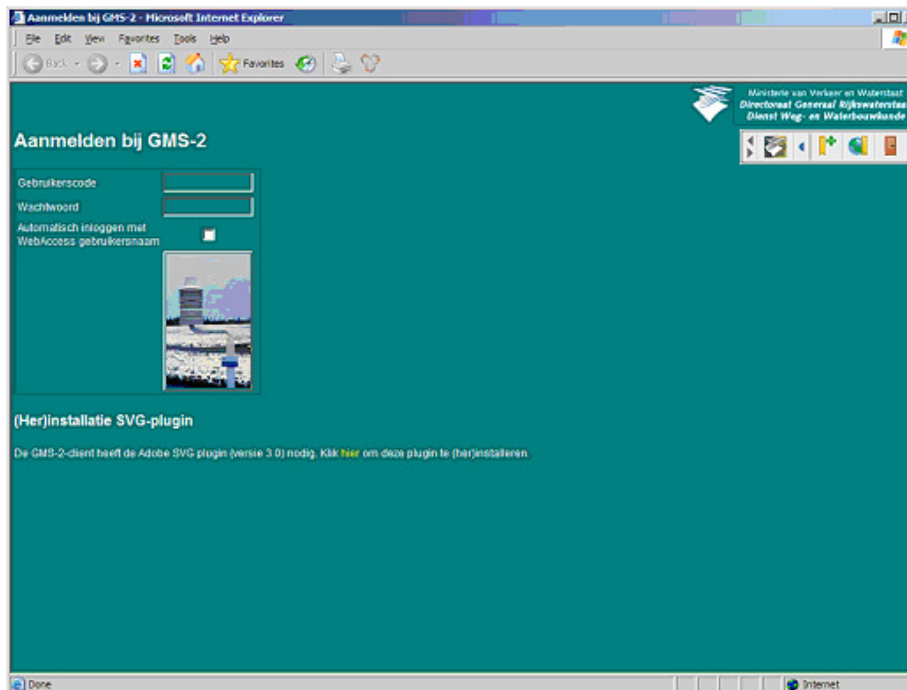 Aanmelden bij GMS-2 - Microsoft Internet Explorer
File Edit View Favorites Tools Help
Back Favorites
Ministerie van Verkeer en Waterstaat
Directoraat Generaal Rijkswaterstaat
Dienst Weg- en Waterbouwkunde
Aanmelden bij GMS-2
Gebruikerscode
Wachtwoord
Automatisch inloggen met
WebAccess gebruikersnaam
(Her)installatie SVG-plugin
De GMS-2-client heeft de Adobe SVG plugin (versie 3.0) nodig. Klik hier om deze plugin te (her)installeren.
Done Internet